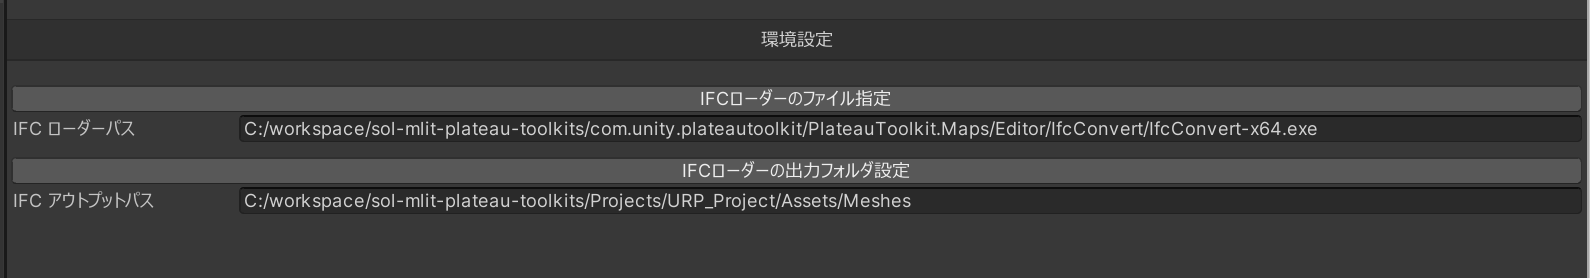 環境設定
IFCローダーのファイル指定
IFC ローダーパス C:/workspace/sol-mlit-plateau-toolkits/com.unity.plateautoolkit/PlateauToolkit.Maps/Editor/IfcConvert/IfcConvert-x64.exe
IFCローダーの出力フォルダ設定
IFC アウトプットパス C:/workspace/sol-mlit-plateau-toolkits/Projects/URP_Project/Assets/Meshes